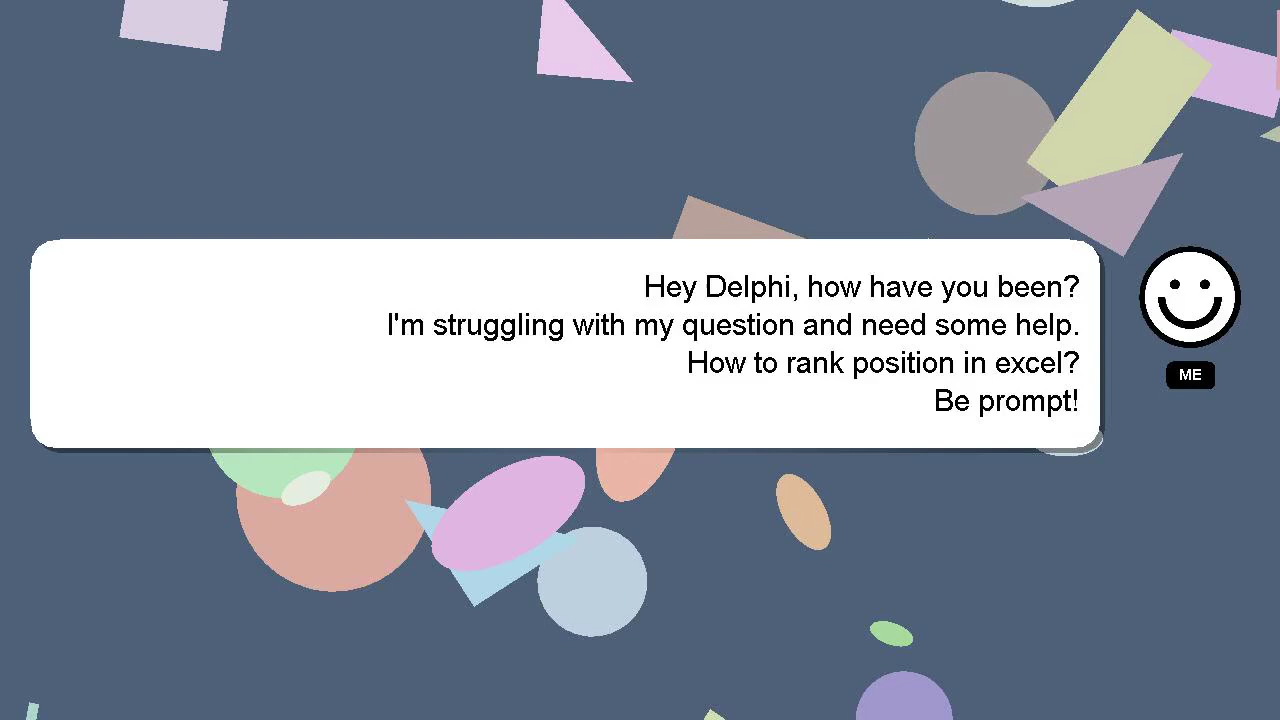 Hey Delphi, how have you been?
I'm struggling with my question and need some help.
How to rank position in excel?
Be prompt!
ME